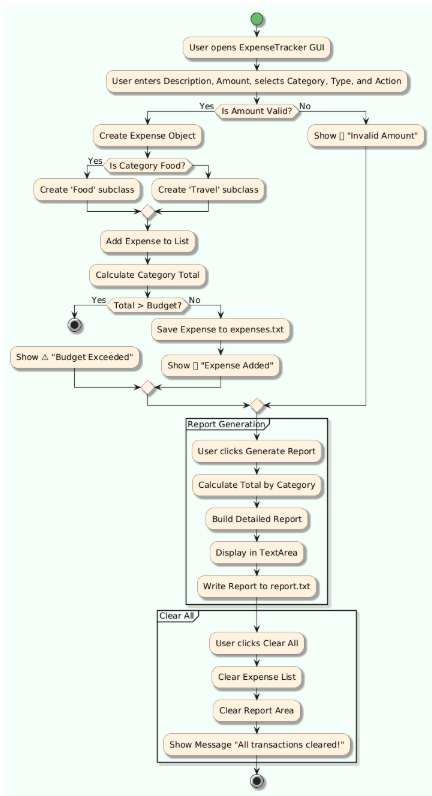 User opens ExpenseTracker GUI
User enters Description, Amount, selects Category, Type, and Action
Is Amount Valid?
Yes
No
Create Expense Object
Show ▯ "Invalid Amount"
Is Category Food?
Yes
Create 'Food' subclass
Create 'Travel' subclass
Add Expense to List
Calculate Category Total
Total > Budget?
Yes
No
Save Expense to expenses.txt
Show ⚠ "Budget Exceeded"
Show ▯ "Expense Added"
Report Generation
User clicks Generate Report
Calculate Total by Category
Build Detailed Report
Display in TextArea
Write Report to report.txt
Clear All
User clicks Clear All
Clear Expense List
Clear Report Area
Show Message "All transactions cleared!"